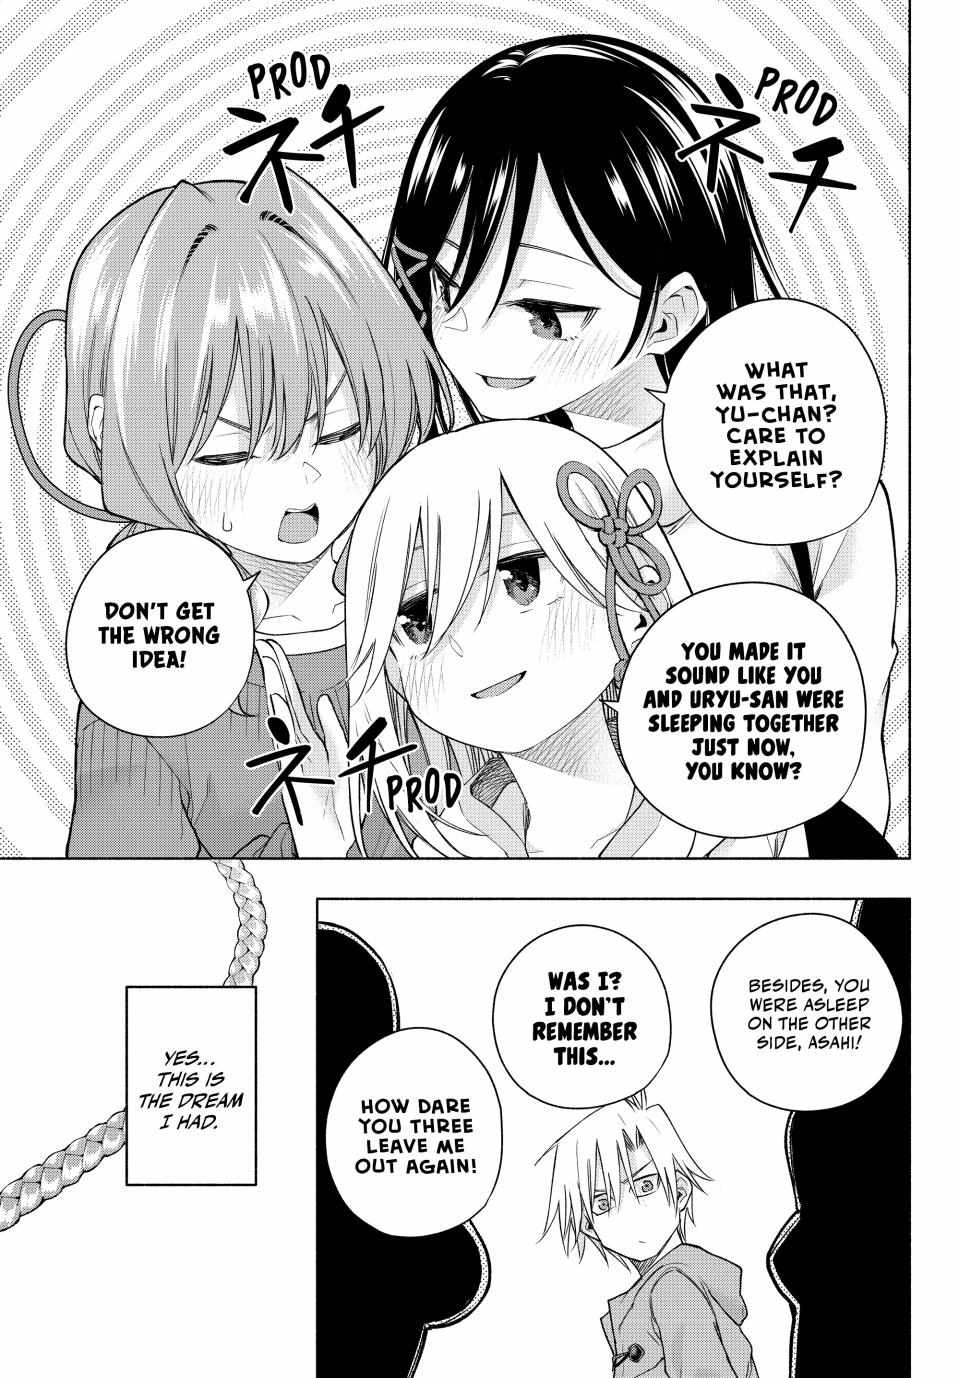 PROD
ネチ
PROD
ネチ
WHAT
WAS THAT,
YU-CHAN?
CARE TO
EXPLAIN
YOURSELF?
DON'T GET
THE WRONG
IDEA!
YOU MADE IT
SOUND LIKE YOU
AND URYU-SAN WERE
SLEEPING TOGETHER
JUST NOW,
YOU KNOW?
ネチ
PROD
BESIDES, YOU
WERE ASLEEP
ON THE OTHER
SIDE, ASAHI!
WAS I?
I DON'T
REMEMBER
THIS...
HOW DARE
YOU THREE
LEAVE ME
OUT AGAIN!
YES...
THIS IS
THE DREAM
I HAD.